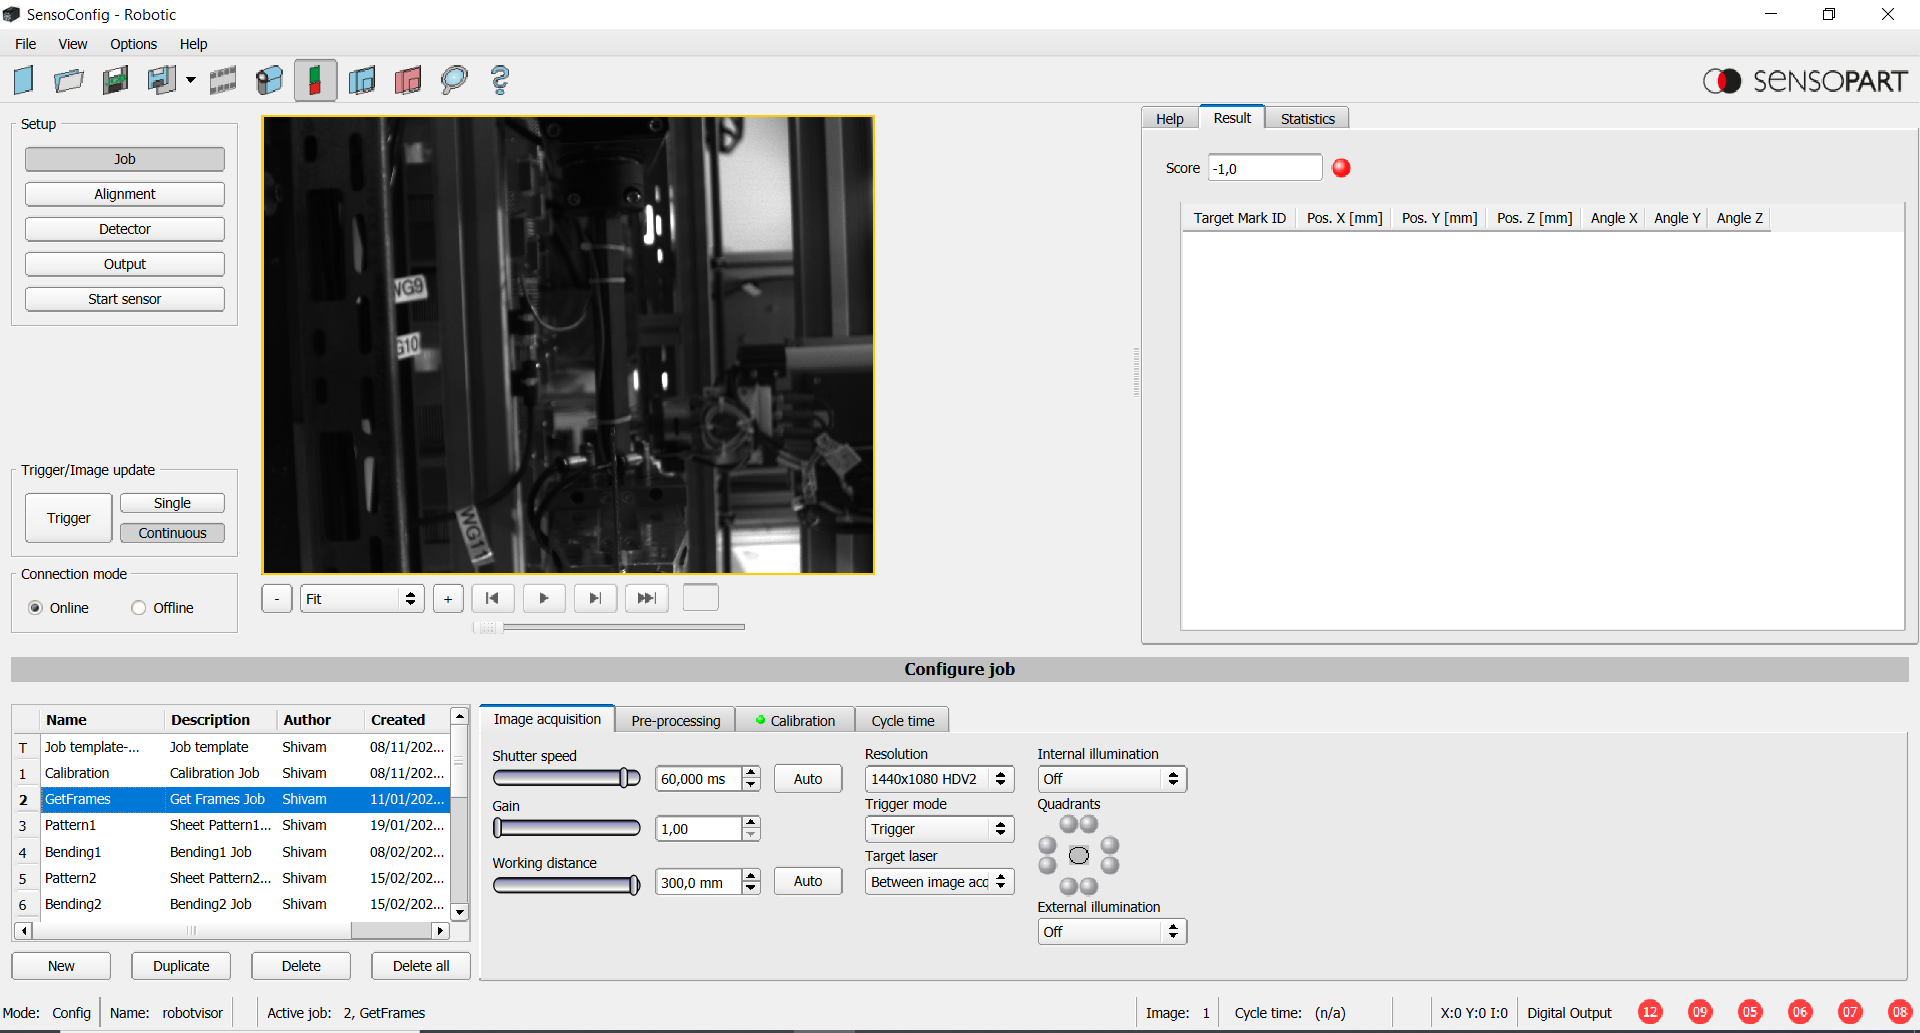 SensoConfig - Robotic
File View Options Help
SENSOPART
Setup
Job
Alignment
Detector
Output
Start sensor
Trigger/Image update
Trigger
Single
Continuous
Connection mode
Online Offline
WG9
G10
WG11
- Fit +
Help Result Statistics
Score -1,0
Target Mark ID Pos. X [mm] Pos. Y [mm] Pos. Z [mm] Angle X Angle Y Angle Z
Configure job
Name Description Author Created
T Job template-... Job template Shivam 08/11/202...
1 Calibration Calibration Job Shivam 08/11/202...
2 GetFrames Get Frames Job Shivam 11/01/202...
3 Pattern1 Sheet Pattern1... Shivam 19/01/202...
4 Bending1 Bending1 Job Shivam 08/02/202...
5 Pattern2 Sheet Pattern2... Shivam 15/02/202...
6 Bending2 Bending2 Job Shivam 15/02/202...
New Duplicate Delete Delete all
Image acquisition Pre-processing Calibration Cycle time
Shutter speed
60,000 ms Auto
Gain
1,00
Working distance
300,0 mm Auto
Resolution
1440x1080 HDV2
Trigger mode
Trigger
Target laser
Between image acq
Internal illumination
Off
Quadrants
External illumination
Off
Mode: Config Name: robotvisor Active job: 2, GetFrames Image: 1 Cycle time: (n/a) X:0 Y:0 I:0 Digital Output 12 09 05 06 07 08